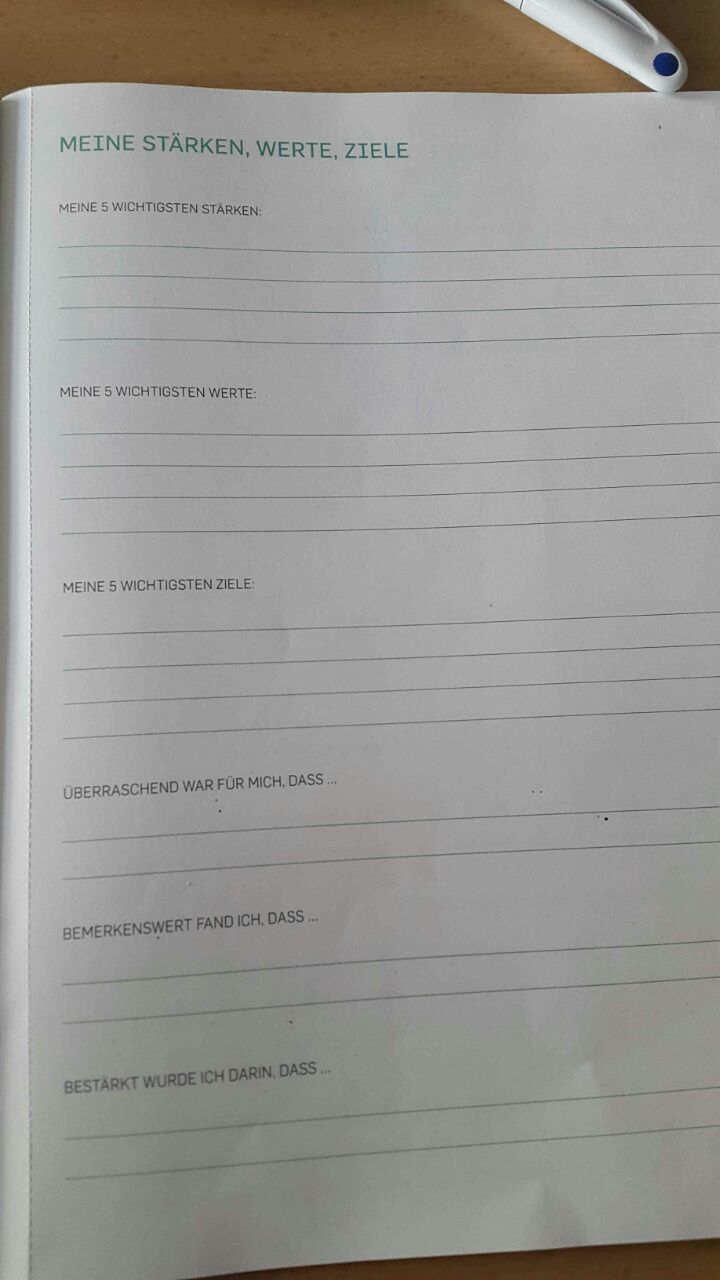 MEINE STÄRKEN, WERTE, ZIELE
MEINE 5 WICHTIGSTEN STÄRKEN:
MEINE 5 WICHTIGSTEN WERTE:
MEINE 5 WICHTIGSTEN ZIELE:
ÜBERRASCHEND WAR FÜR MICH, DASS ...
BEMERKENSWERT FAND ICH, DASS ...
BESTÄRKT WURDE ICH DARIN, DASS ...